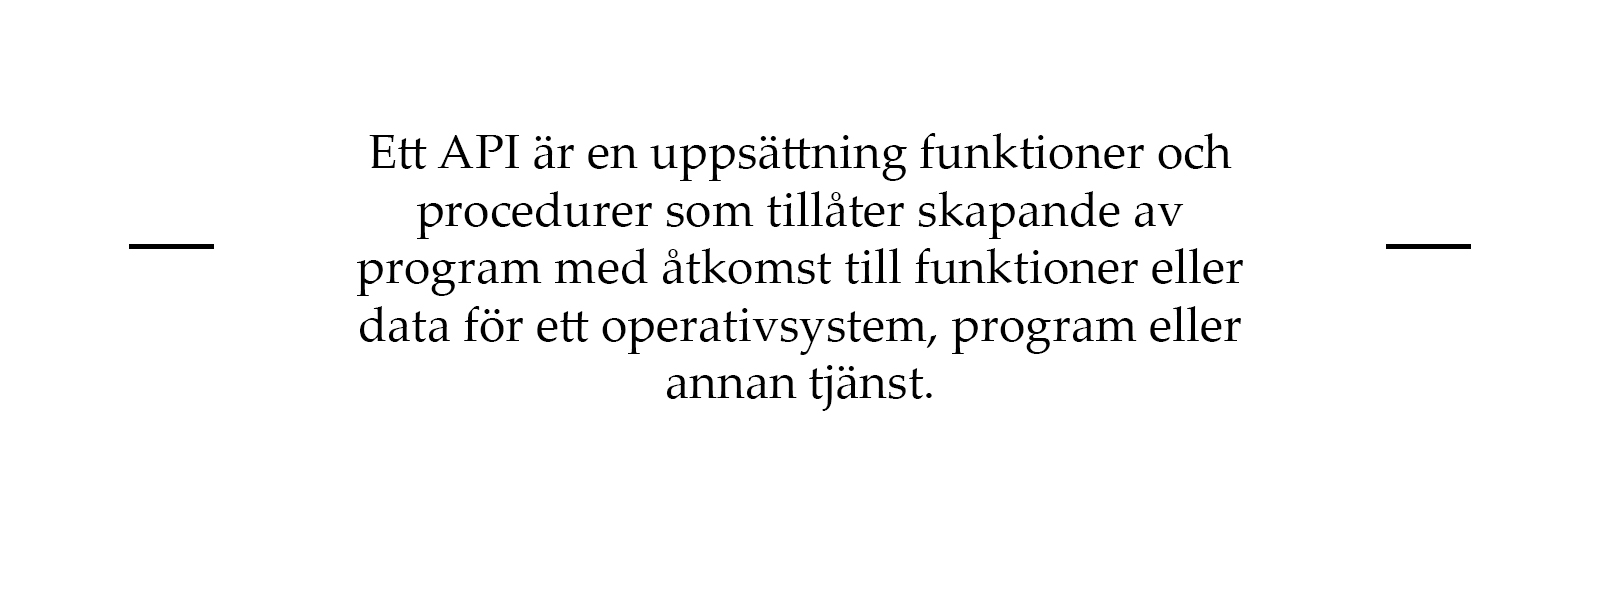 Ett API är en uppsättning funktioner och
procedurer som tillåter skapande av
program med åtkomst till funktioner eller
data för ett operativsystem, program eller
annan tjänst.